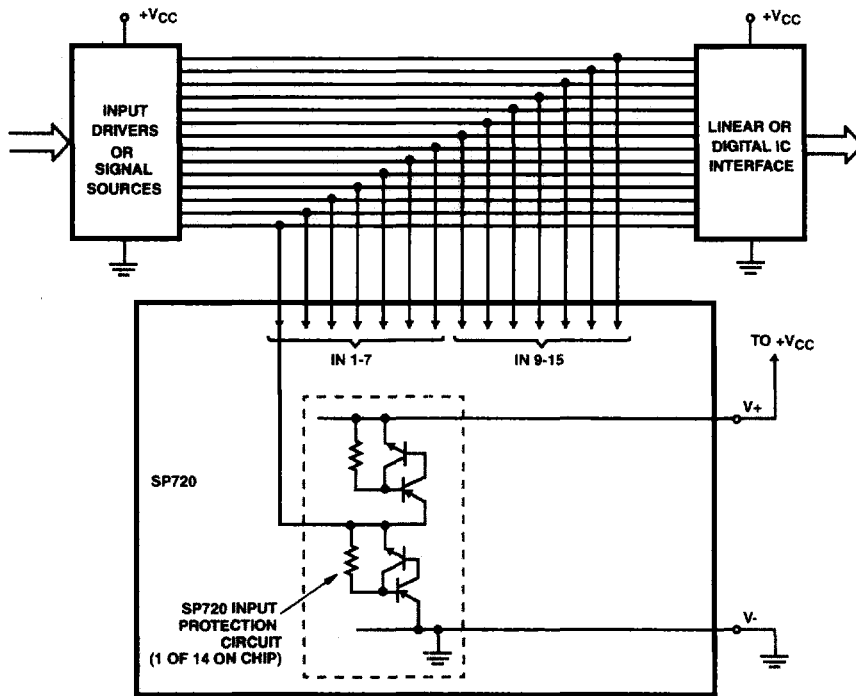 +VCC
+VCC
INPUT
DRIVERS
OR
SIGNAL
SOURCES
LINEAR OR
DIGITAL IC
INTERFACE
IN 1-7
IN 9-15
TO +VCC
V+
SP720
SP720 INPUT
PROTECTION
CIRCUIT
(1 OF 14 ON CHIP)
V-